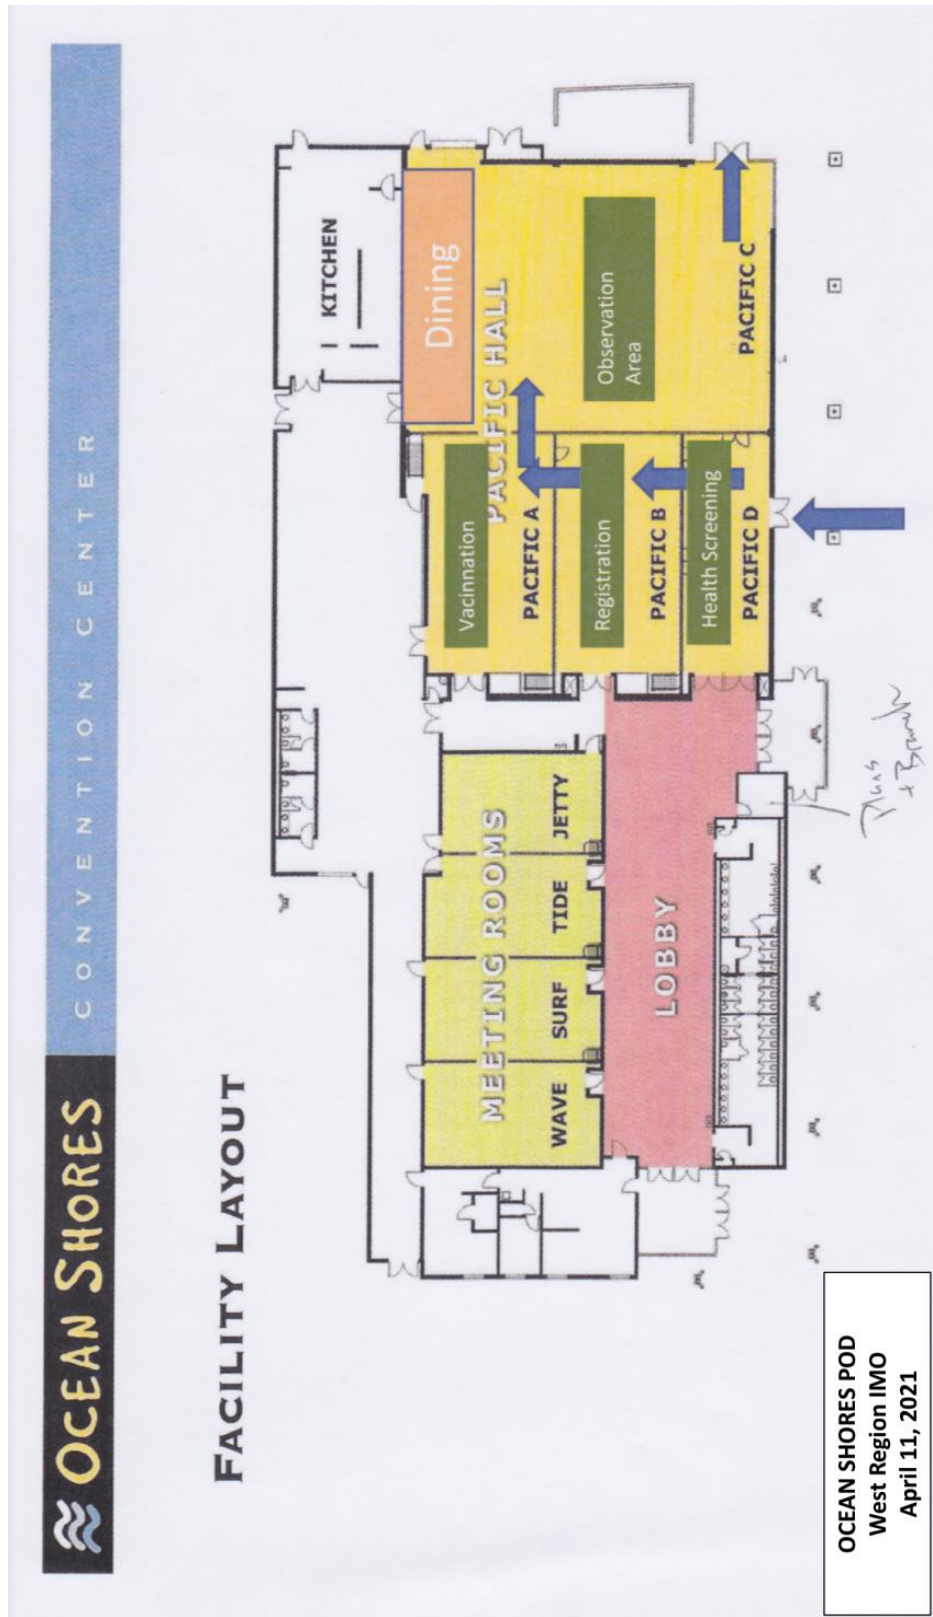 OCEAN SHORES
CONVENTION CENTER
FACILITY LAYOUT
KITCHEN
Dining
PACIFIC HALL
Vacinnation
PACIFIC A
Registration
PACIFIC B
Health Screening
PACIFIC D
Observation
Area
PACIFIC C
MEETING ROOMS
WAVE
SURF
TIDE
JETTY
LOBBY
Plans
OCEAN SHORES POD
West Region IMO
April 11, 2021